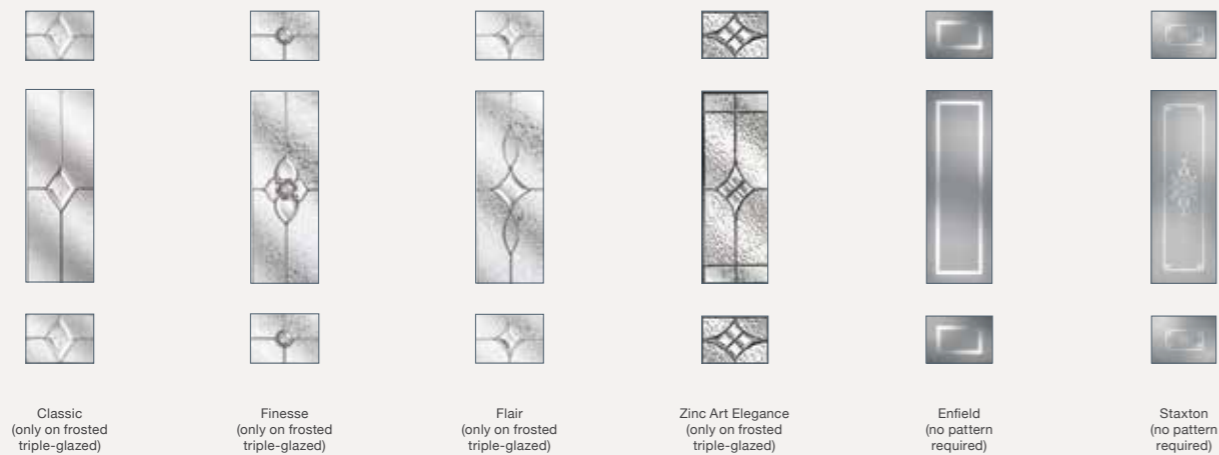 Classic
(only on frosted
triple-glazed)
Finesse
(only on frosted
triple-glazed)
Flair
(only on frosted
triple-glazed)
Zinc Art Elegance
(only on frosted
triple-glazed)
Enfield
(no pattern
required)
Staxton
(no pattern
required)